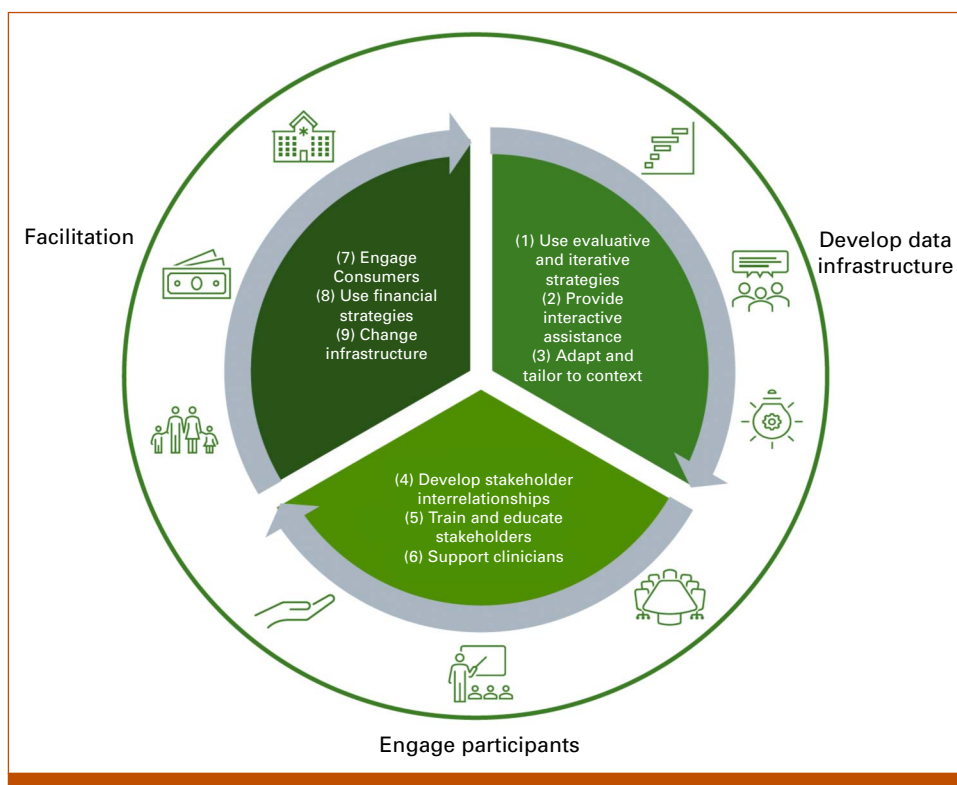 Facilitation
(7) Engage
Consumers
(8) Use financial
strategies
(9) Change
infrastructure
(1) Use evaluative
and iterative
strategies
(2) Provide
interactive
assistance
(3) Adapt and
tailor to context
Develop data
infrastructure
(4) Develop stakeholder
interrelationships
(5) Train and educate
stakeholders
(6) Support clinicians
Engage participants